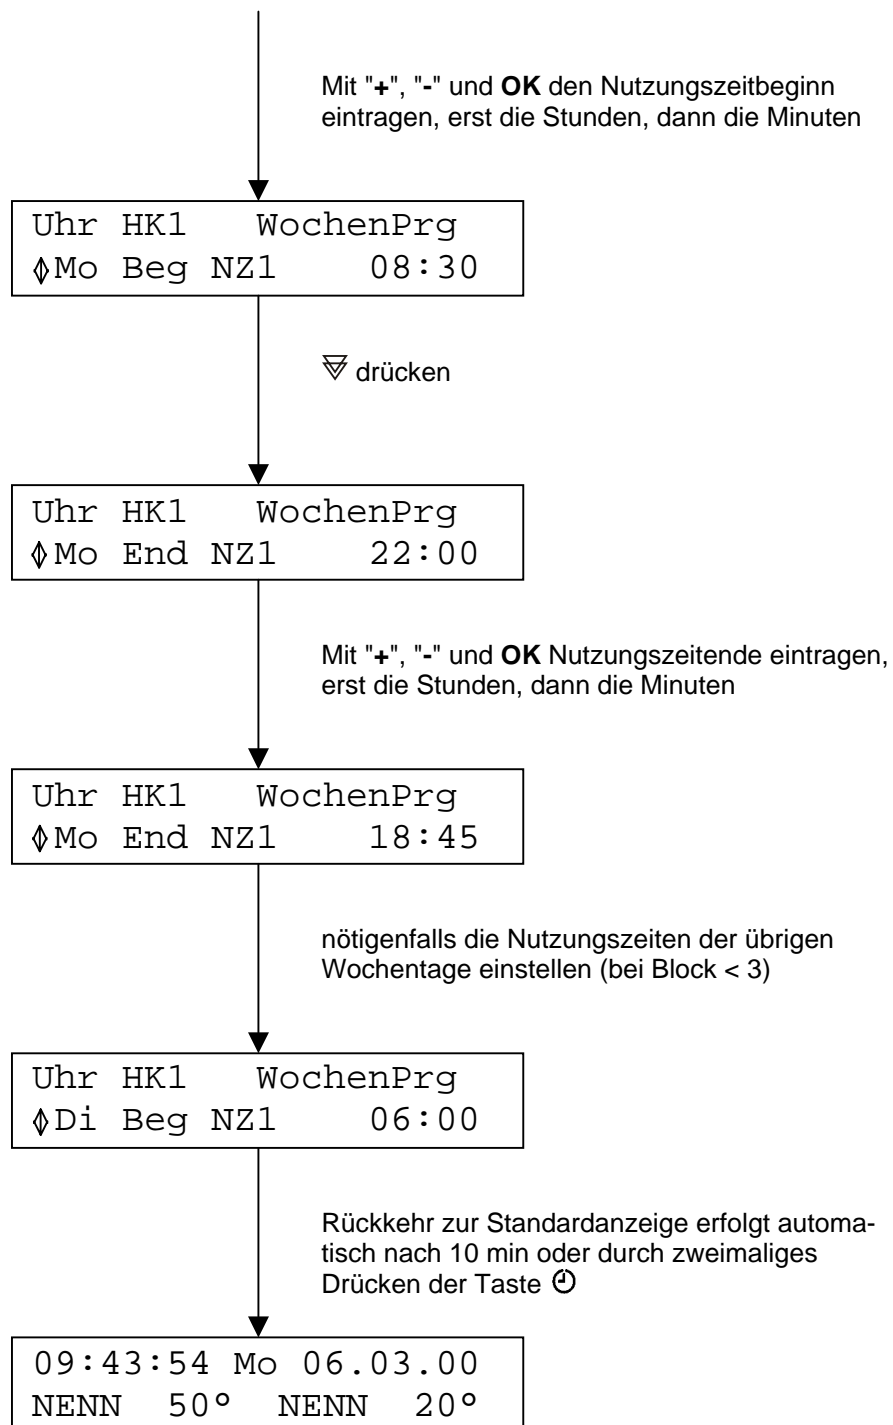 Mit "+", "-" und OK den Nutzungszeitbeginn
eintragen, erst die Stunden, dann die Minuten
Uhr HK1 WochenPrg
Mo Beg NZ1 08:30
drücken
Uhr HK1 WochenPrg
Mo End NZ1 22:00
Mit "+", "-" und OK Nutzungszeitende eintragen,
erst die Stunden, dann die Minuten
Uhr HK1 WochenPrg
Mo End NZ1 18:45
nötigenfalls die Nutzungszeiten der übrigen
Wochentage einstellen (bei Block < 3)
Uhr HK1 WochenPrg
Di Beg NZ1 06:00
Rückkehr zur Standardanzeige erfolgt automa-
tisch nach 10 min oder durch zweimaliges
Drücken der Taste
09:43:54 Mo 06.03.00
NENN 50° NENN 20°